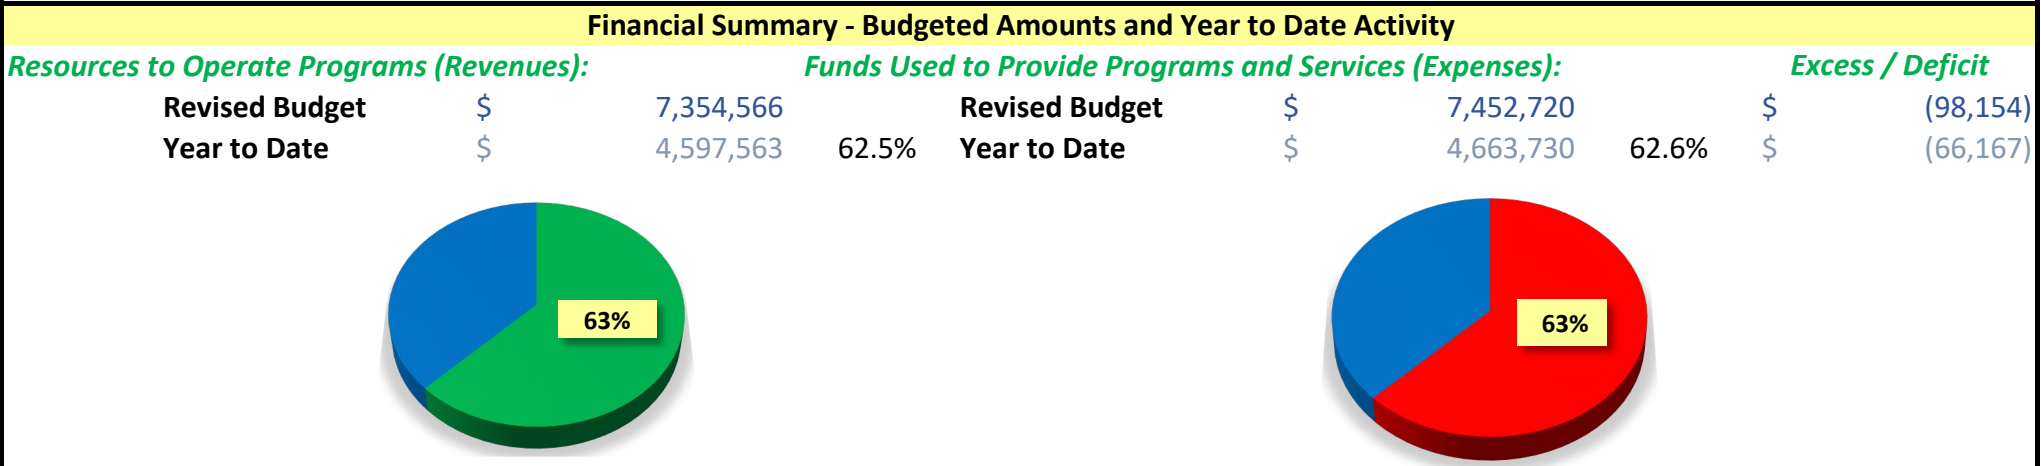 Financial Summary - Budgeted Amounts and Year to Date Activity
Resources to Operate Programs (Revenues): Funds Used to Provide Programs and Services (Expenses): Excess / Deficit
Revised Budget $ 7,354,566 Revised Budget $ 7,452,720 $ (98,154)
Year to Date $ 4,597,563 62.5% Year to Date $ 4,663,730 62.6% $ (66,167)
63% 63%